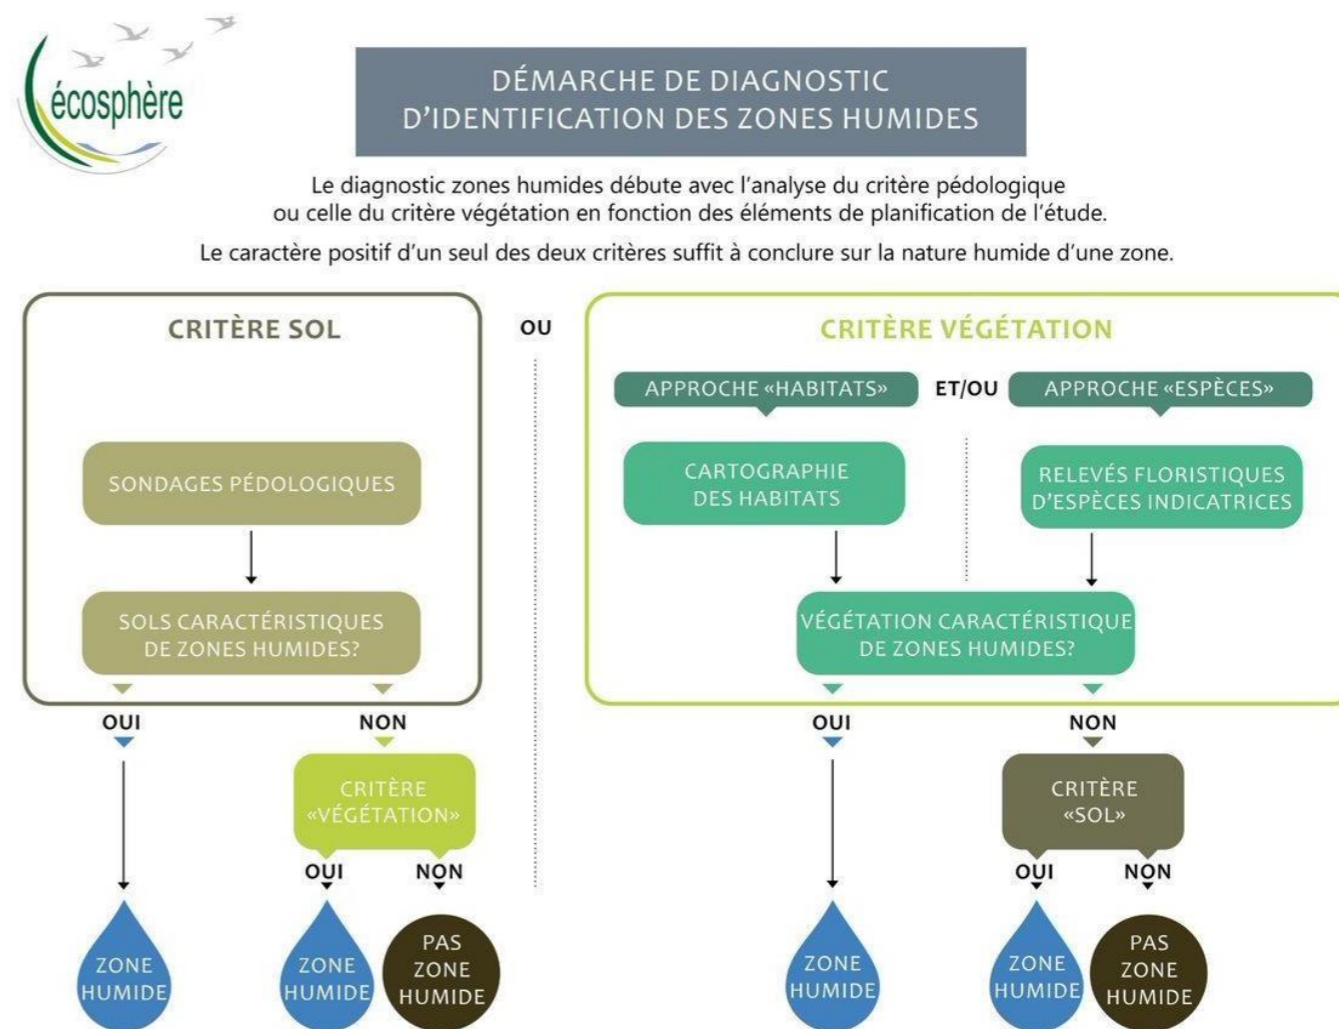 écosphère
DÉMARCHE DE DIAGNOSTIC
D'IDENTIFICATION DES ZONES HUMIDES
Le diagnostic zones humides débute avec l'analyse du critère pédologique
ou celle du critère végétation en fonction des éléments de planification de l'étude.
Le caractère positif d'un seul des deux critères suffit à conclure sur la nature humide d'une zone.
CRITÈRE SOL
SONDAGES PÉDOLOGIQUES
SOLS CARACTÉRISTIQUES
DE ZONES HUMIDES?
OUI
NON
CRITÈRE
«VÉGÉTATION»
OUI
NON
ZONE
HUMIDE
ZONE
HUMIDE
PAS
ZONE
HUMIDE
OU
CRITÈRE VÉGÉTATION
APPROCHE «HABITATS»
ET/OU
APPROCHE «ESPÈCES»
CARTOGRAPHIE
DES HABITATS
RELEVÉS FLORISTIQUES
D'ESPÈCES INDICATRICES
VÉGÉTATION CARACTÉRISTIQUE
DE ZONES HUMIDES?
OUI
NON
CRITÈRE
«SOL»
OUI
NON
ZONE
HUMIDE
ZONE
HUMIDE
PAS
ZONE
HUMIDE